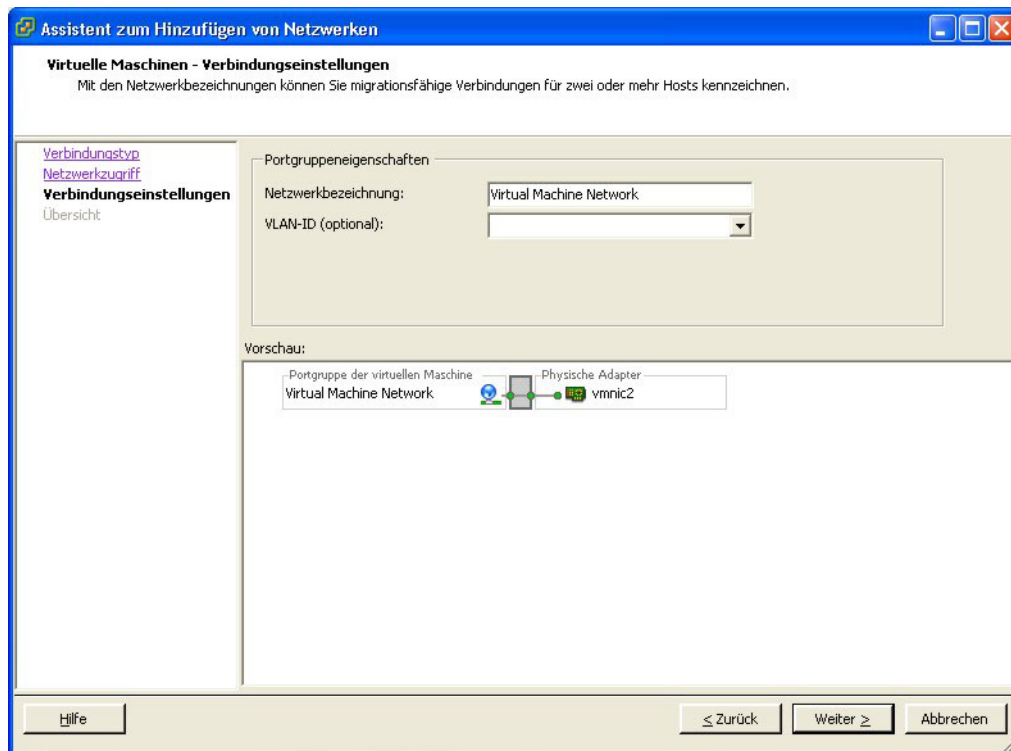 Assistent zum Hinzufügen von Netzwerken
Virtuelle Maschinen - Verbindungseinstellungen
Mit den Netzwerkbezeichnungen können Sie migrationsfähige Verbindungen für zwei oder mehr Hosts kennzeichnen.
Verbindungstyp
Netzwerkzugriff
Verbindungseinstellungen
Übersicht
Portgruppeneigenschaften
Netzwerkbezeichnung: Virtual Machine Network
VLAN-ID (optional):
Vorschau:
Portgruppe der virtuellen Maschine Physische Adapter
Virtual Machine Network vmnic2
Hilfe < Zurück Weiter > Abbrechen